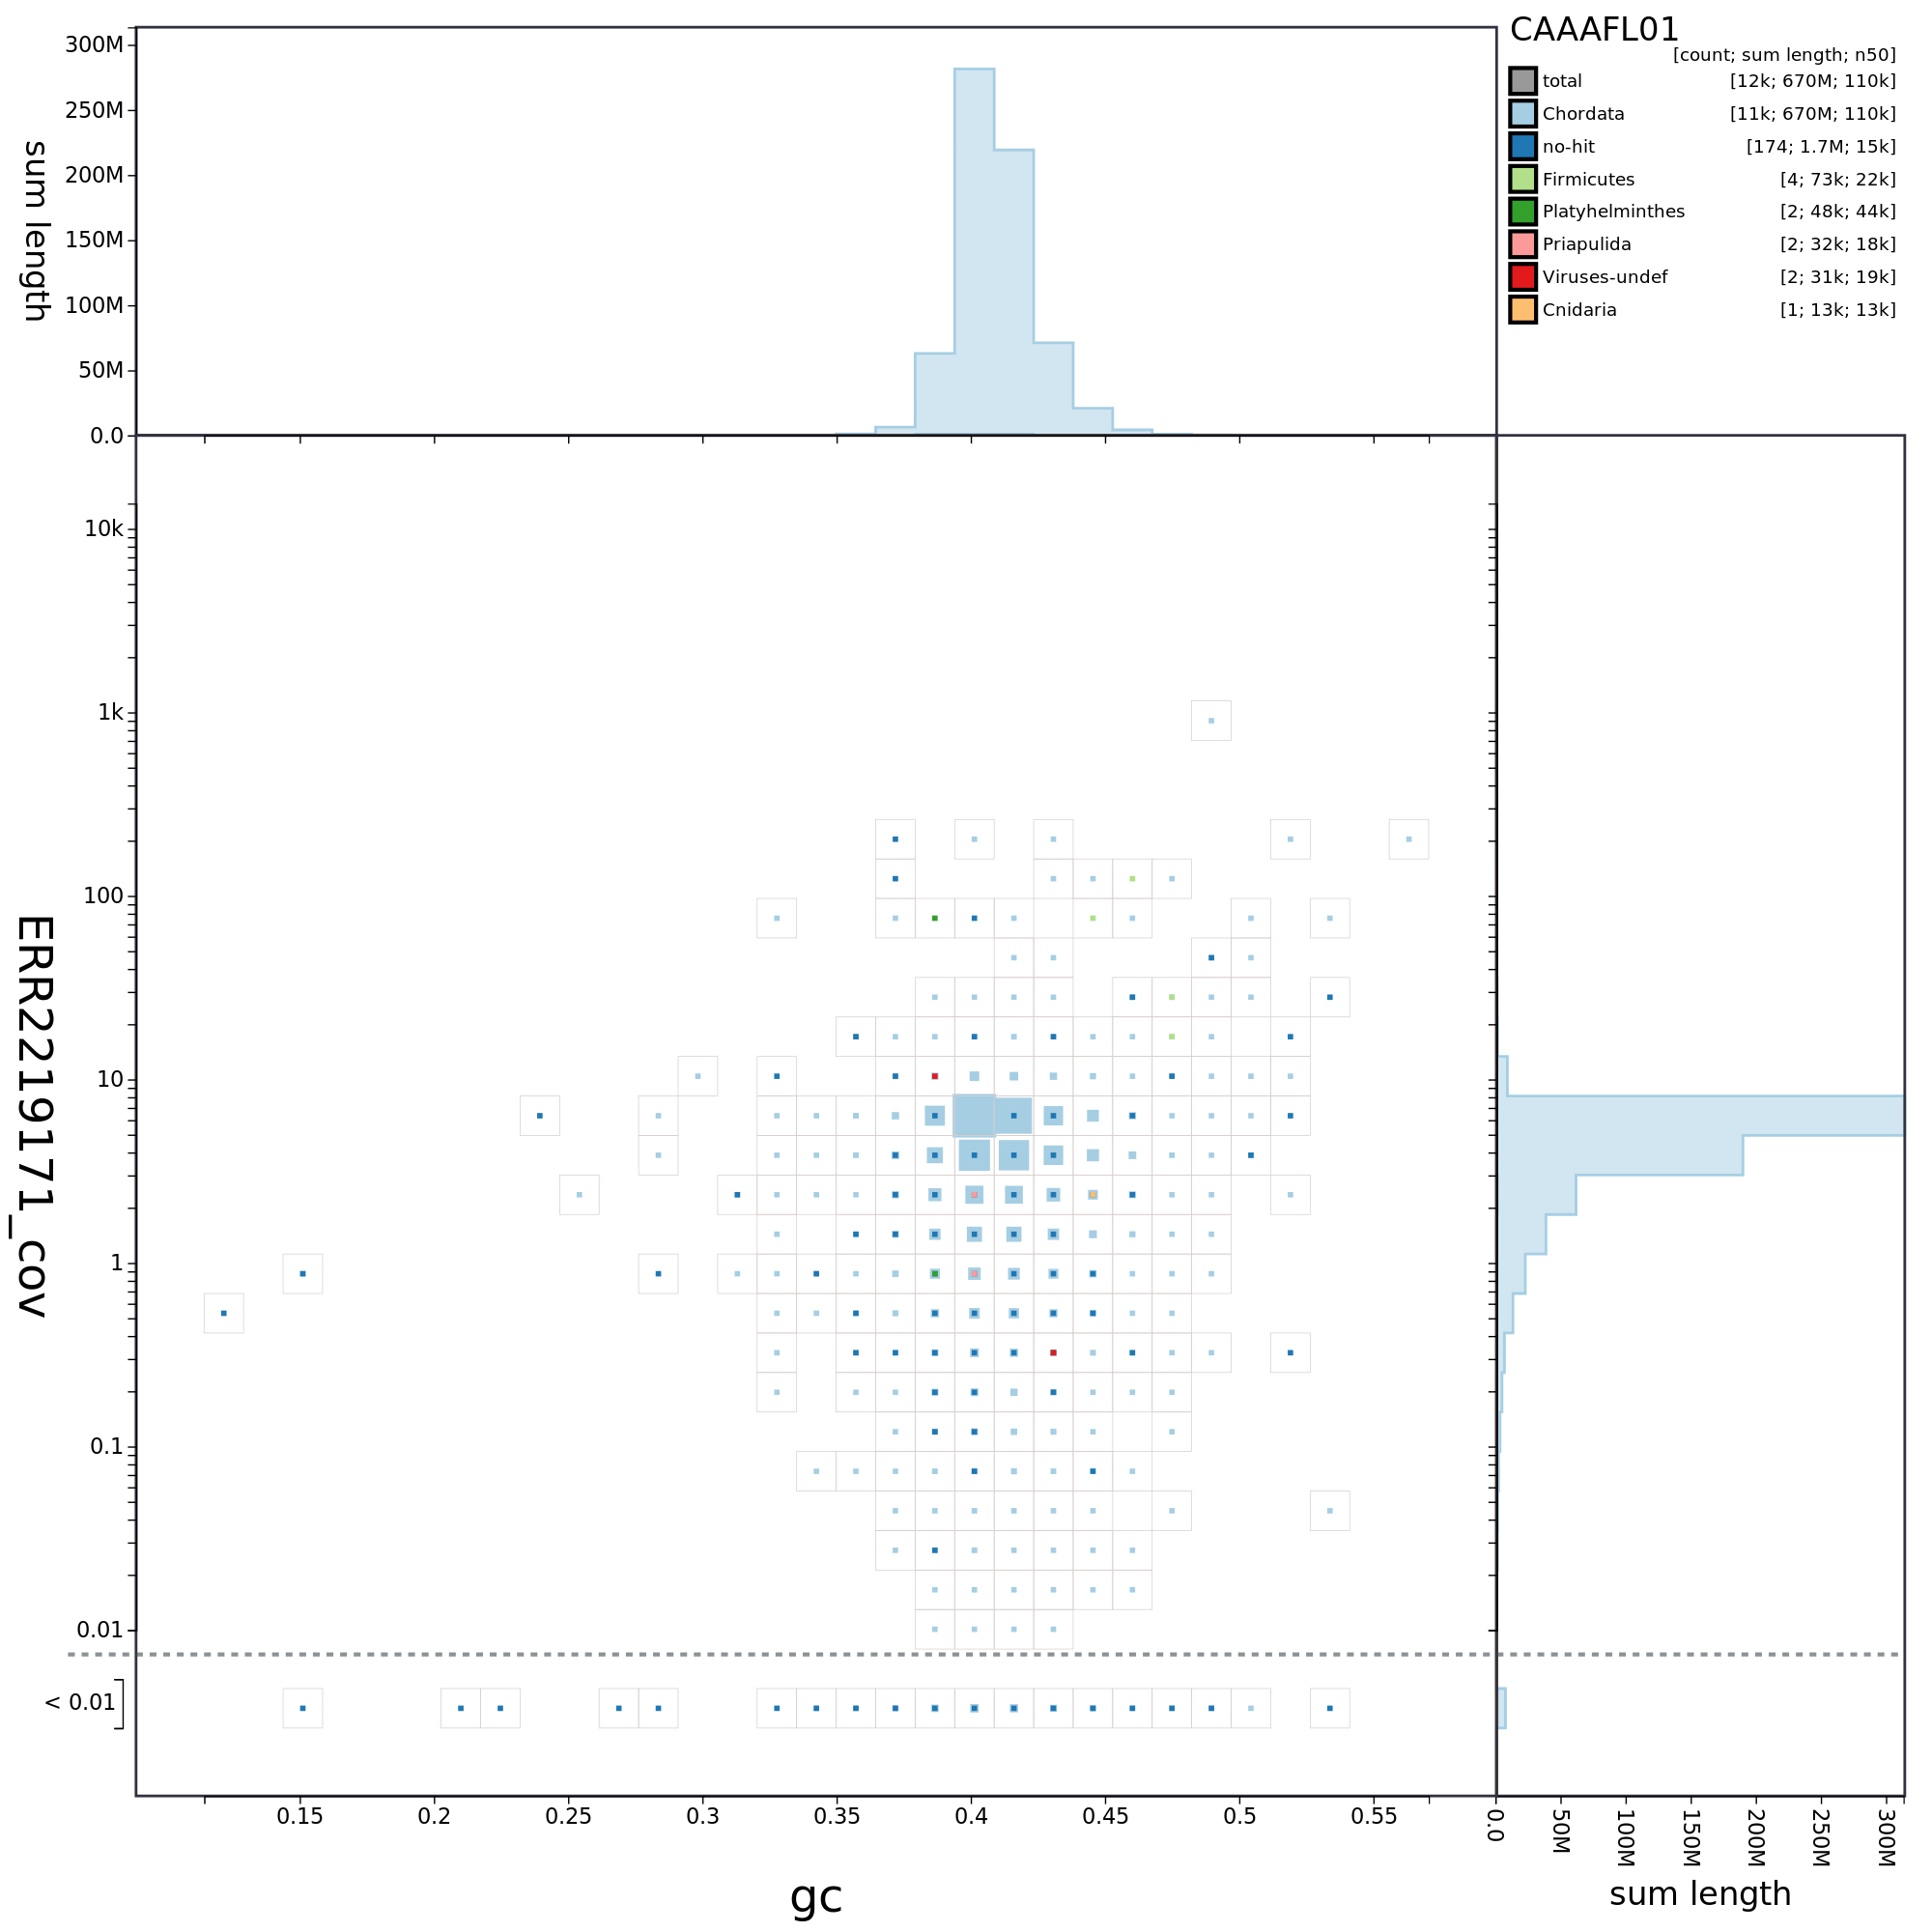 CAAAFL01
[count; sum length; n50]
total [12k; 670M; 110k]
Chordata [11k; 670M; 110k]
no-hit [174; 1.7M; 15k]
Firmicutes [4; 73k; 22k]
Platyhelminthes [2; 48k; 44k]
Priapulida [2; 32k; 18k]
Viruses-undef [2; 31k; 19k]
Cnidaria [1; 13k; 13k]
sum length
300M
250M
200M
150M
100M
50M
0.0
ERR2219171_cov
10k
1k
100
10
1
0.1
0.01
< 0.01
0.15 0.2 0.25 0.3 0.35 0.4 0.45 0.5 0.55
gc
0.0 50M 100M 150M 200M 250M 300M
sum length